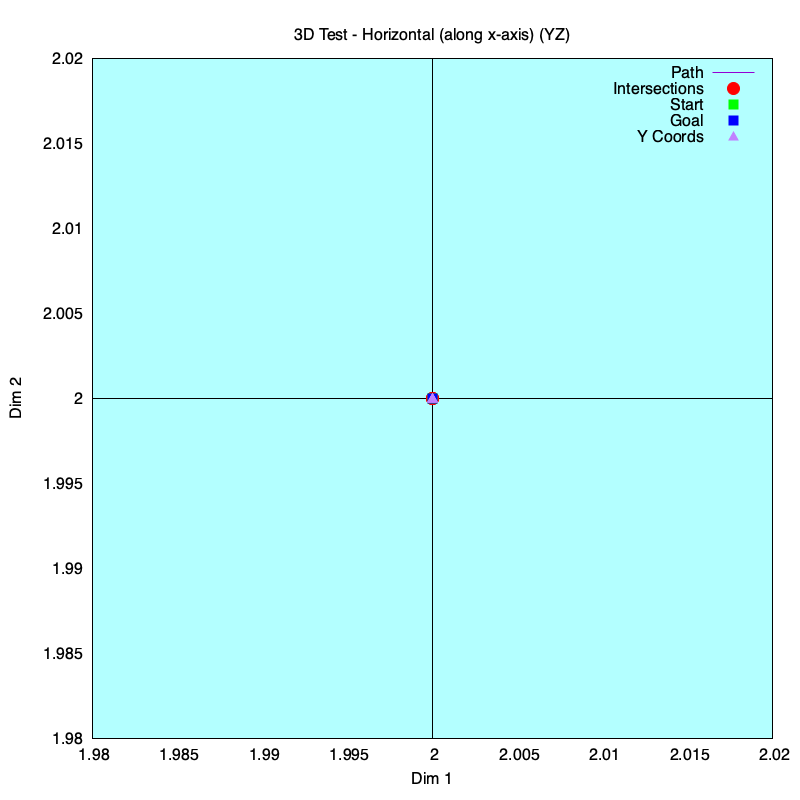 3D Test - Horizontal (along x-axis) (YZ)
2.02
2.015
2.01
2.005
2
1.995
1.99
1.985
1.98
Dim 2
Path
Intersections
Start
Goal
Y Coords
1.98 1.985 1.99 1.995 2 2.005 2.01 2.015 2.02
Dim 1